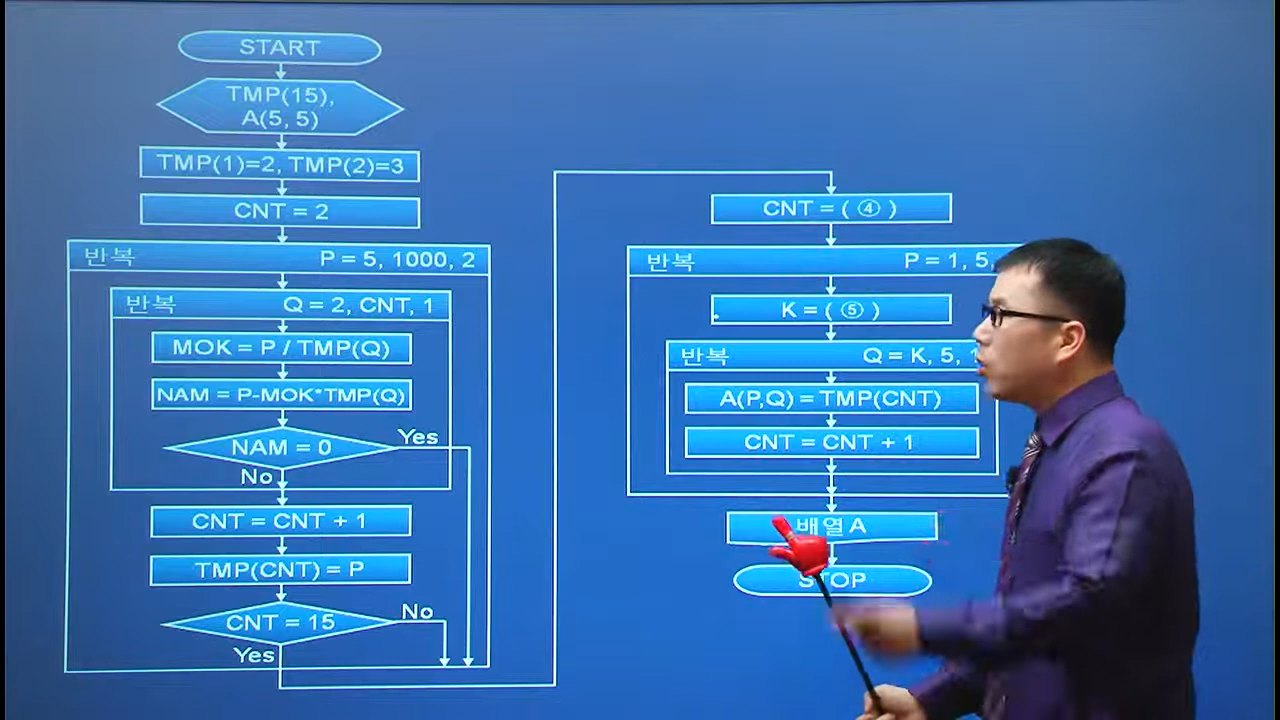 START
TMP(15),
A(5, 5)
TMP(1)=2, TMP(2)=3
CNT = 2
반복 P = 5, 1000, 2
반복 Q = 2, CNT, 1
MOK = P / TMP(Q)
NAM = P-MOK*TMP(Q)
NAM = 0
Yes
No
CNT = CNT + 1
TMP(CNT) = P
CNT = 15
No
Yes
CNT = ( ④ )
반복 P = 1, 5,
K = ( ⑤ )
반복 Q = K, 5,
A(P,Q) = TMP(CNT)
CNT = CNT + 1
배열 A
STOP